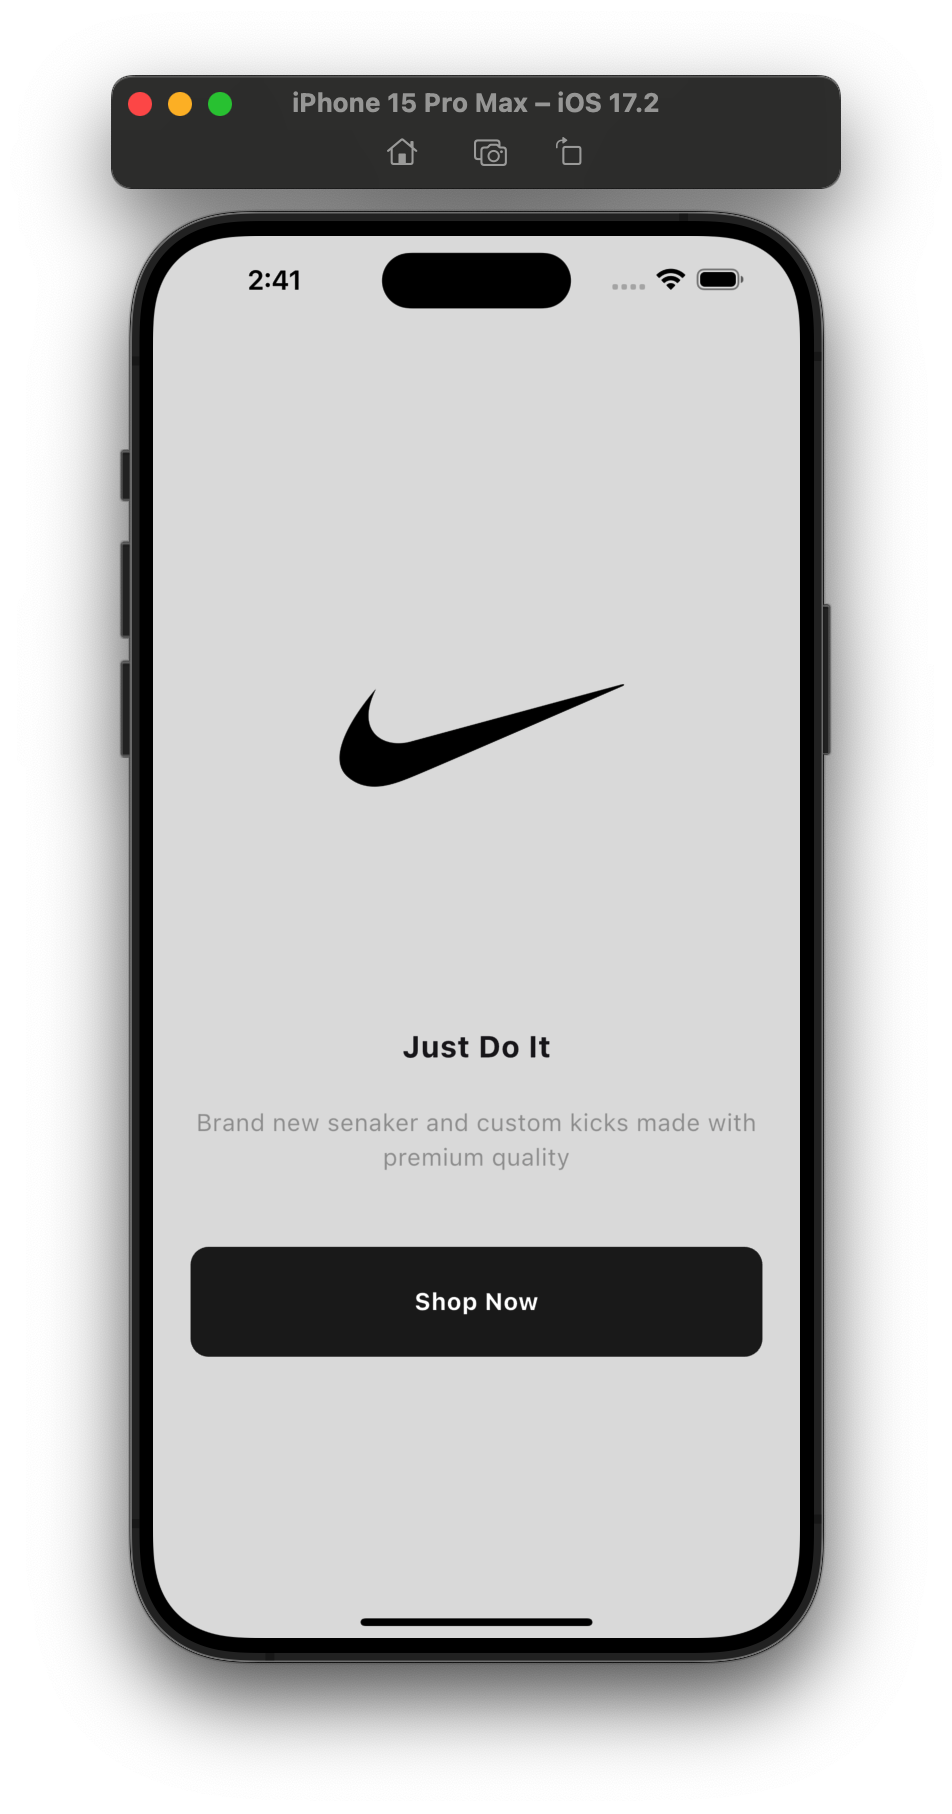 iPhone 15 Pro Max – iOS 17.2
2:41
Just Do It
Brand new senaker and custom kicks made with
premium quality
Shop Now